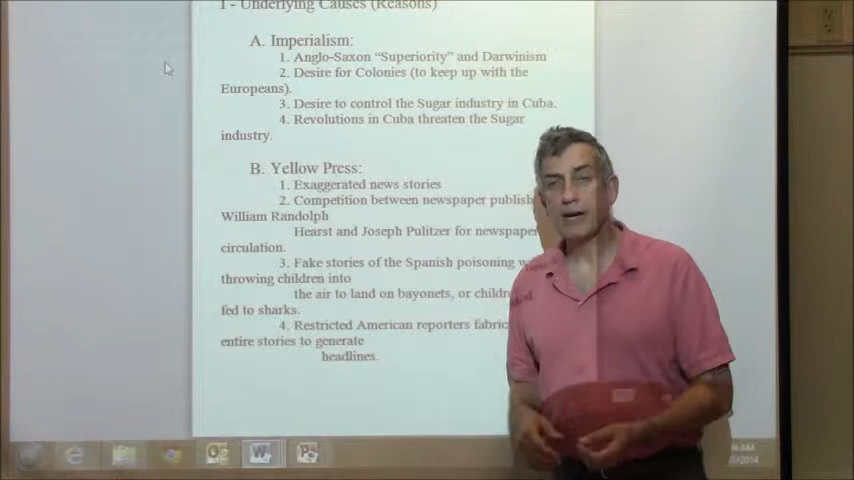 I - Underlying Causes (Reasons)
A. Imperialism:
1. Anglo-Saxon “Superiority” and Darwinism
2. Desire for Colonies (to keep up with the
Europeans).
3. Desire to control the Sugar industry in Cuba.
4. Revolutions in Cuba threaten the Sugar
industry.
B. Yellow Press:
1. Exaggerated news stories
2. Competition between newspaper publish
William Randolph
Hearst and Joseph Pulitzer for newspaper
circulation.
3. Fake stories of the Spanish poisoning w
throwing children into
the air to land on bayonets, or childr
fed to sharks.
4. Restricted American reporters fabric
entire stories to generate
headlines.